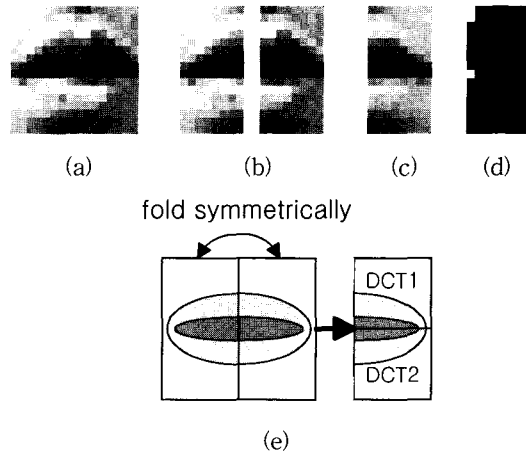 (a) (b) (c) (d)
fold symmetrically
DCT1
DCT2
(e)